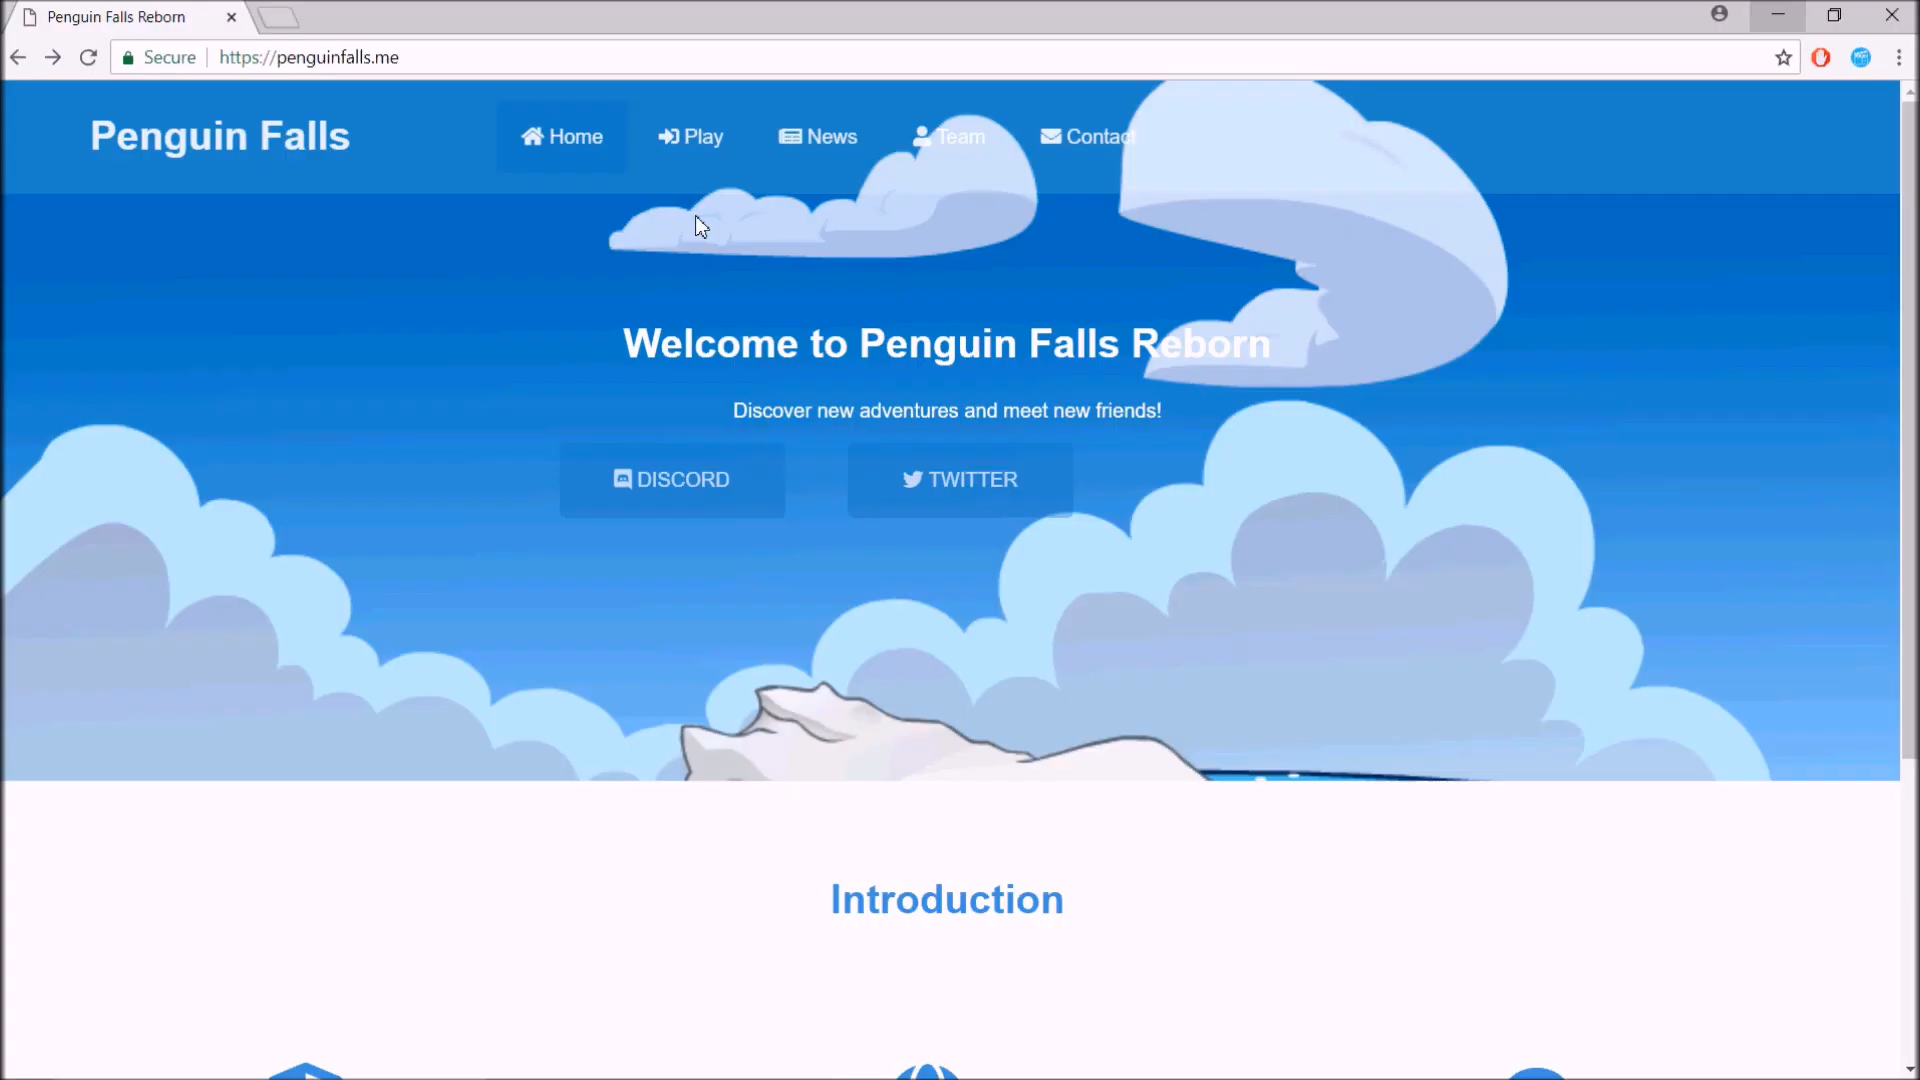 Penguin Falls Reborn
Secure https://penguinfalls.me
Penguin Falls Home Play News Team Contact
Welcome to Penguin Falls Reborn
Discover new adventures and meet new friends!
DISCORD TWITTER
Introduction